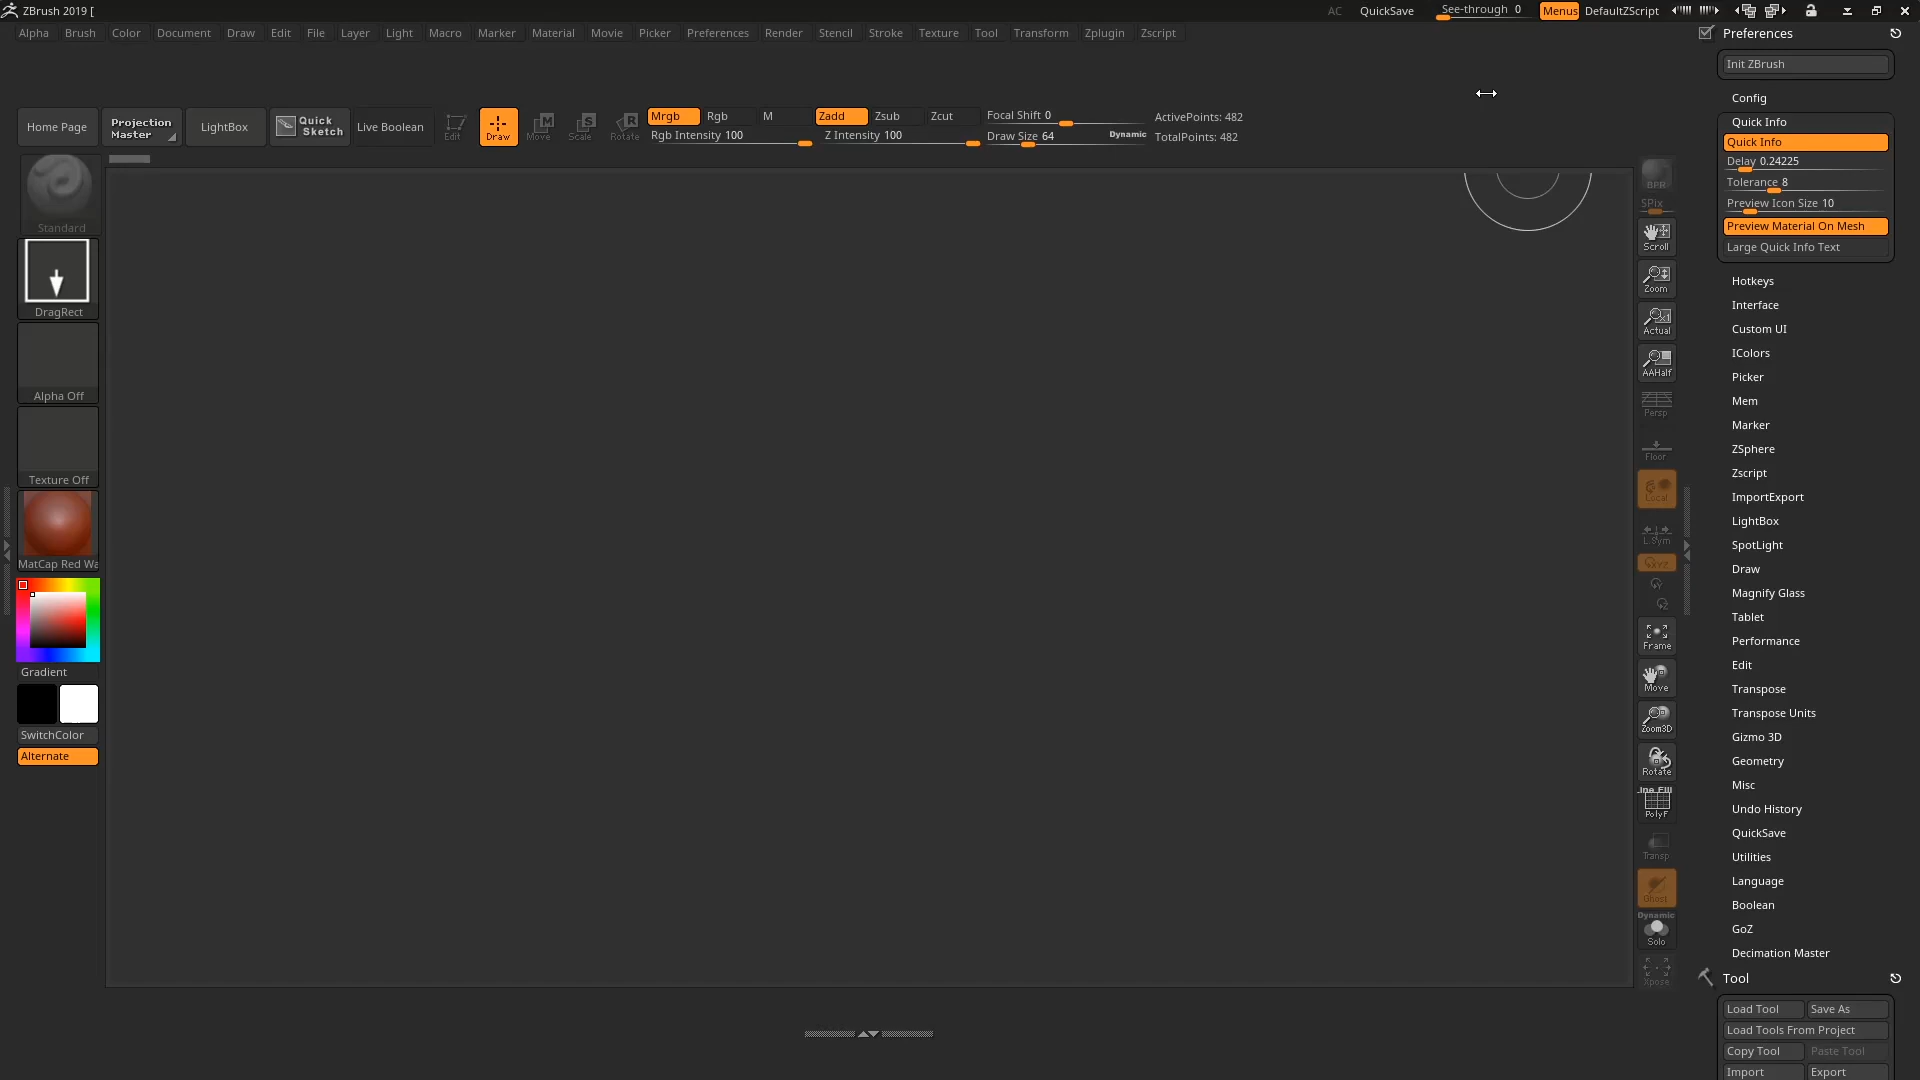 ZBrush 2019 [
AC QuickSave See-through 0 Menus DefaultZScript
Alpha Brush Color Document Draw Edit File Layer Light Macro Marker Material Movie Picker Preferences Render Stencil Stroke Texture Tool Transform Zplugin Zscript
Home Page
Projection
Master
LightBox
Quick
Sketch
Live Boolean
Edit
Draw
Move
Scale
Rotate
Mrgb Rgb M
Rgb Intensity 100
Zadd Zsub Zcut
Z Intensity 100
Focal Shift 0
Draw Size 64 Dynamic
ActivePoints: 482
TotalPoints: 482
Standard
DragRect
Alpha Off
Texture Off
MatCap Red Wa
Gradient
SwitchColor
Alternate
BPR
SPix
Scroll
Zoom
Actual
AAHalf
Persp
Floor
Local
L.Sym
Frame
Move
Zoom3D
Rotate
Line Fill
PolyF
Transp
Ghost
Dynamic
Solo
Xpose
Preferences
Init ZBrush
Config
Quick Info
Quick Info
Delay 0.24225
Tolerance 8
Preview Icon Size 10
Preview Material On Mesh
Large Quick Info Text
Hotkeys
Interface
Custom UI
IColors
Picker
Mem
Marker
ZSphere
Zscript
ImportExport
LightBox
SpotLight
Draw
Magnify Glass
Tablet
Performance
Edit
Transpose
Transpose Units
Gizmo 3D
Geometry
Misc
Undo History
QuickSave
Utilities
Language
Boolean
GoZ
Decimation Master
Tool
Load Tool Save As
Load Tools From Project
Copy Tool Paste Tool
Import Export